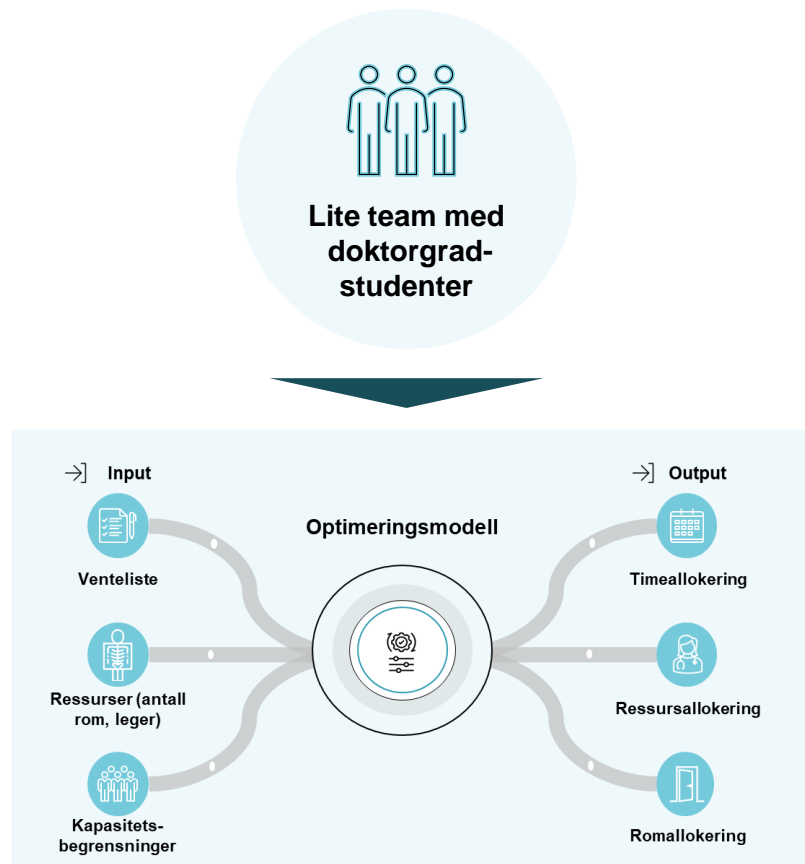 Lite team med
doktorgrad-
studenter
Input
Output
Optimeringsmodell
Venteliste
Timeallokering
Ressurser (antall
rom, leger)
Ressursallokering
Kapasitets-
begrensninger
Romallokering